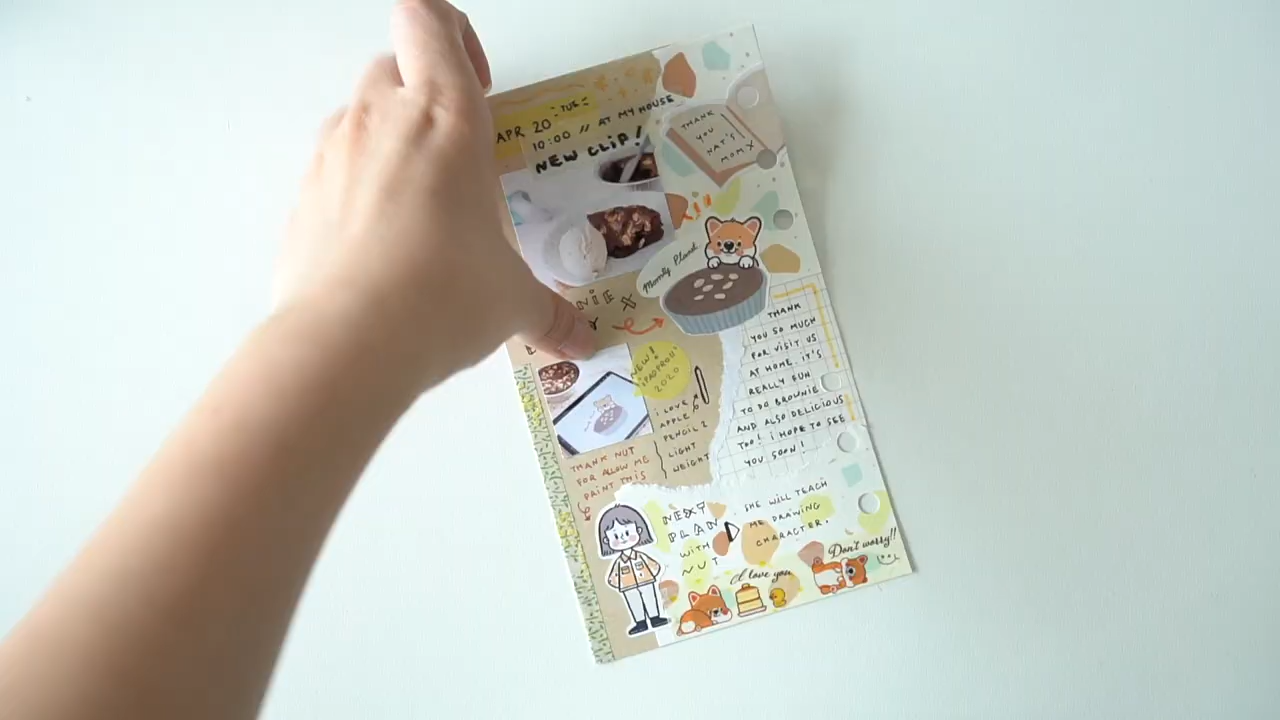 APR 20 TUE
10:00 // AT MY HOUSE
NEW CLIP!
THANK
YOU
NAT'S
MOM X
Momly Planet
NIE X
NEW!
iPADPRO
2020
i LOVE
APPLE
PENCIL 2
LIGHT
WEIGHT
THANK NUT
FOR ALLOW ME
PAINT THIS
THANK
YOU SO MUCH
FOR VISIT US
AT HOME. IT'S
REALLY FUN
TO DO BROWNIE
AND ALSO DELICIOUS
TOO! i HOPE TO SEE
YOU SOON!
NEXT
PLAN
WITH
NUT
SHE WILL TEACH
ME DRAWING
CHARACTER.
I love you
Don't worry!!